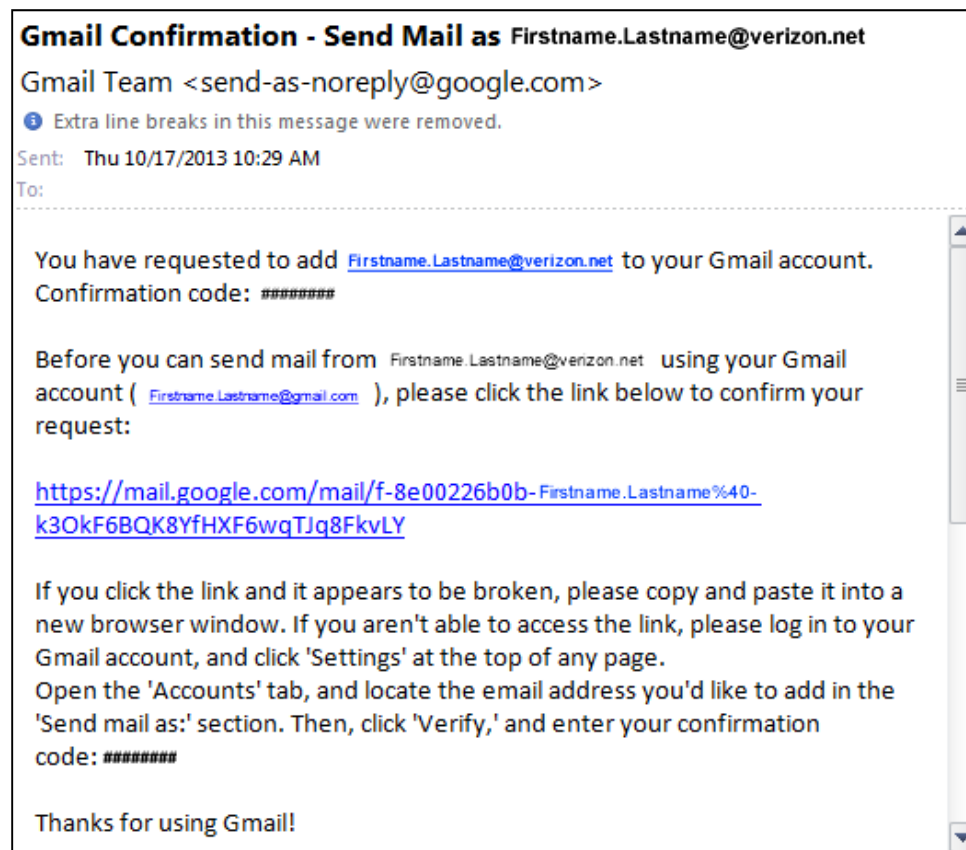 Gmail Confirmation - Send Mail as Firstname.Lastname@verizon.net
Gmail Team <send-as-noreply@google.com>
Extra line breaks in this message were removed.
Sent: Thu 10/17/2013 10:29 AM
To:
You have requested to add Firstname.Lastname@verizon.net to your Gmail account.
Confirmation code: ########
Before you can send mail from Firstname.Lastname@verizon.net using your Gmail
account ( Firstname.Lastname@gmail.com ), please click the link below to confirm your
request:
https://mail.google.com/mail/f-8e00226b0b-Firstname.Lastname%40-
k3OkF6BQK8YfHXF6wqTJq8FkvLY
If you click the link and it appears to be broken, please copy and paste it into a
new browser window. If you aren't able to access the link, please log in to your
Gmail account, and click 'Settings' at the top of any page.
Open the 'Accounts' tab, and locate the email address you'd like to add in the
'Send mail as:' section. Then, click 'Verify,' and enter your confirmation
code: ########
Thanks for using Gmail!